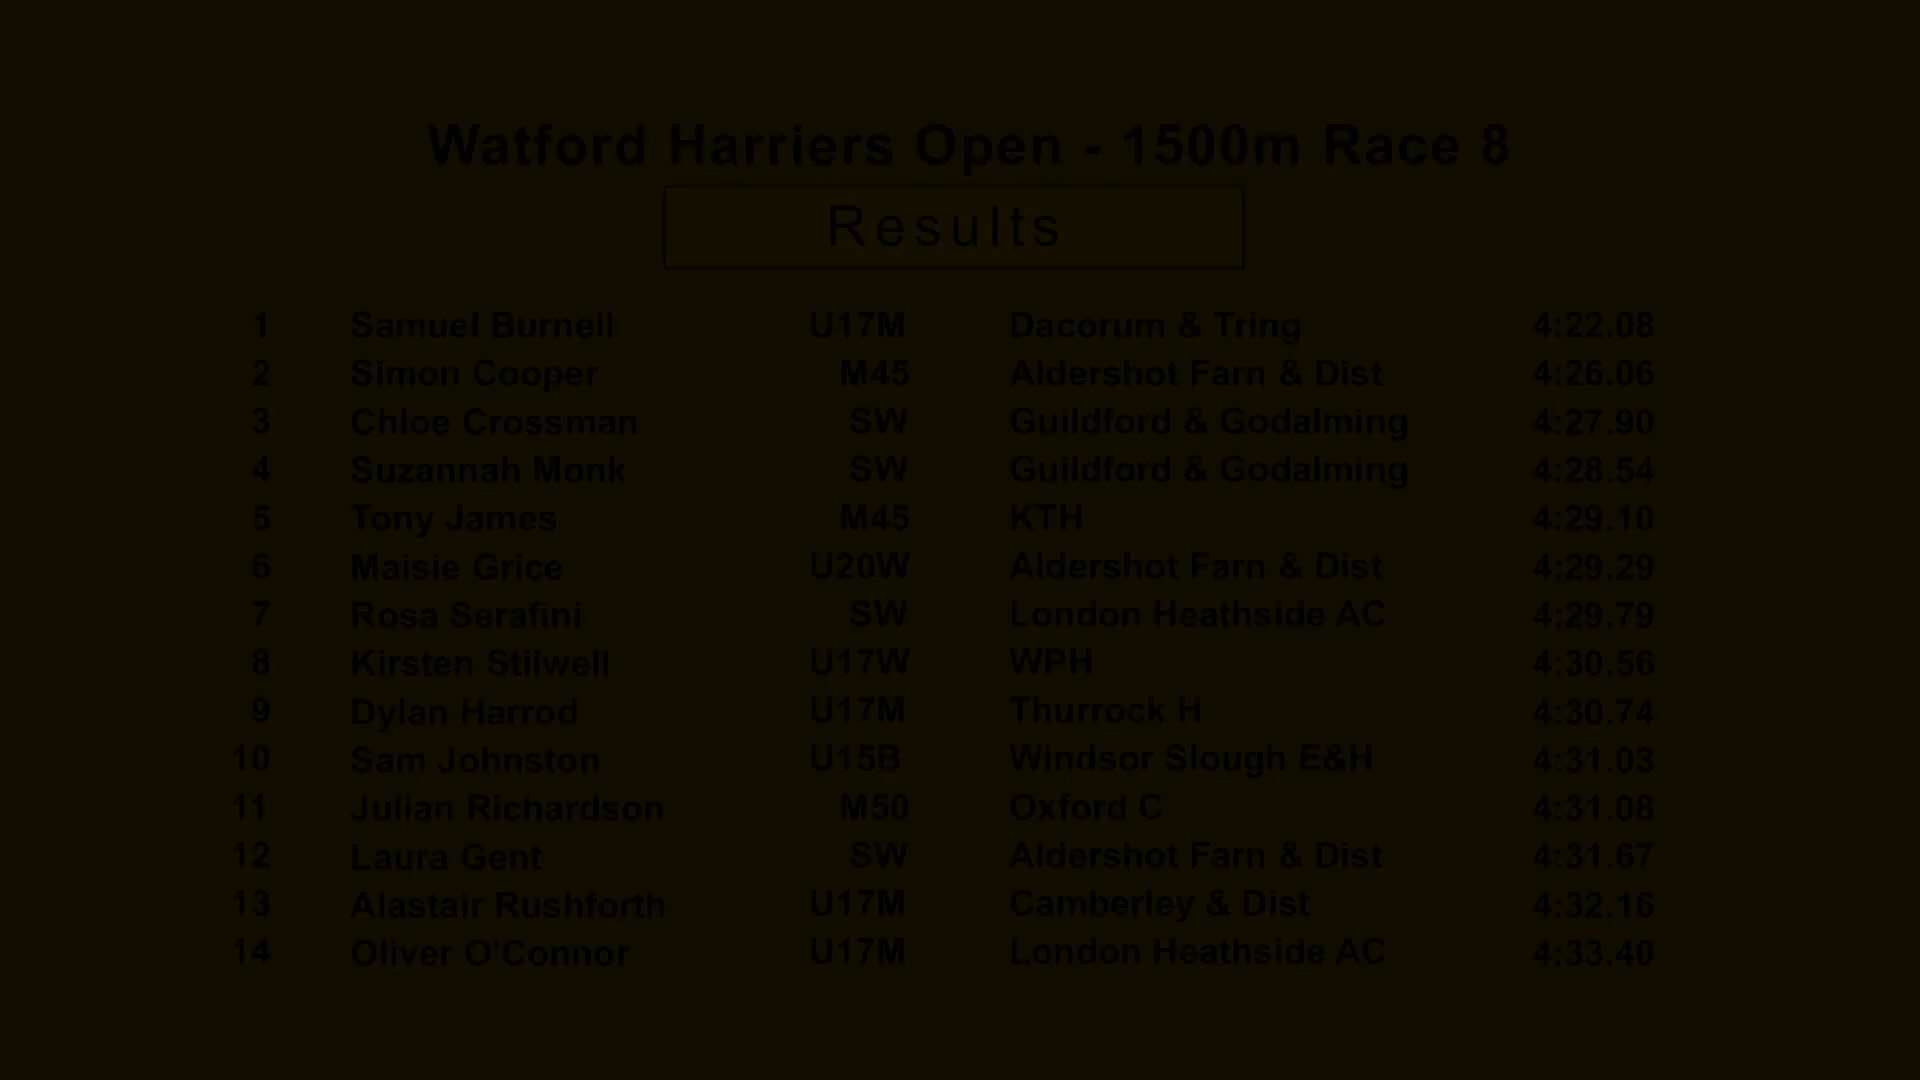 Watford Harriers Open - 1500m Race 8
Results
1 Samuel Burnell U17M Dacorum & Tring 4:22.08
2 Simon Cooper M45 Aldershot Farn & Dist 4:26.06
3 Chloe Crossman SW Guildford & Godalming 4:27.90
4 Suzannah Monk SW Guildford & Godalming 4:28.54
5 Tony James M45 KTH 4:29.10
6 Maisie Grice U20W Aldershot Farn & Dist 4:29.29
7 Rosa Serafini SW London Heathside AC 4:29.79
8 Kirsten Stilwell U17W WPH 4:30.56
9 Dylan Harrod U17M Thurrock H 4:30.74
10 Sam Johnston U15B Windsor Slough E&H 4:31.03
11 Julian Richardson M50 Oxford C 4:31.08
12 Laura Gent SW Aldershot Farn & Dist 4:31.67
13 Alastair Rushforth U17M Camberley & Dist 4:32.16
14 Oliver O'Connor U17M London Heathside AC 4:33.40